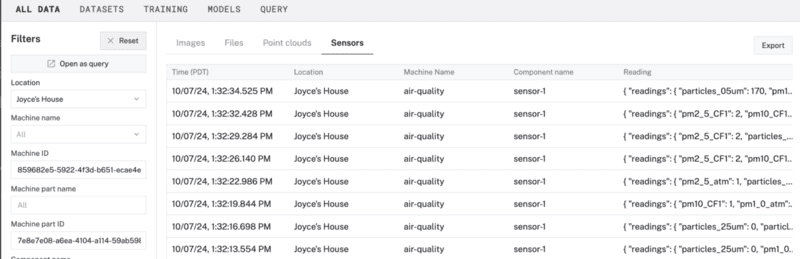 ALL DATA DATASETS TRAINING MODELS QUERY
Filters
Reset
Open as query
Location
Joyce's House
Machine name
All
Machine ID
859682e5-5922-4f3d-b651-ecae4e
Machine part name
All
Machine part ID
7e8e7e08-a6ea-4104-a114-59ab598
Images Files Point clouds Sensors
Export
Time (PDT) Location Machine Name Component name Reading
10/07/24, 1:32:34.525 PM Joyce's House air-quality sensor-1 { "readings": { "particles_05um": 170, "pm1...
10/07/24, 1:32:32.428 PM Joyce's House air-quality sensor-1 { "readings": { "pm2_5_CF1": 2, "pm10_CF1...
10/07/24, 1:32:29.284 PM Joyce's House air-quality sensor-1 { "readings": { "pm2_5_CF1": 2, "particles_...
10/07/24, 1:32:26.140 PM Joyce's House air-quality sensor-1 { "readings": { "pm2_5_CF1": 2, "pm10_CF1...
10/07/24, 1:32:22.986 PM Joyce's House air-quality sensor-1 { "readings": { "pm2_5_atm": 1, "particles_...
10/07/24, 1:32:19.844 PM Joyce's House air-quality sensor-1 { "readings": { "pm10_CF1": 1, "pm1_0_atm":...
10/07/24, 1:32:16.698 PM Joyce's House air-quality sensor-1 { "readings": { "particles_25um": 0, "particl...
10/07/24, 1:32:13.554 PM Joyce's House air-quality sensor-1 { "readings": { "particles_25um": 0, "pm1_0...